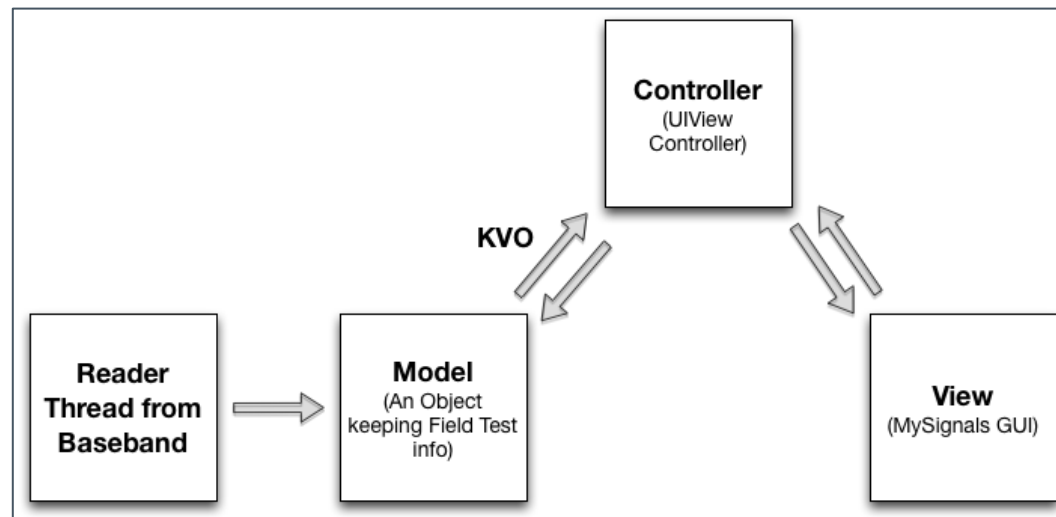 Controller
(UIView
Controller)
KVO
Reader
Thread from
Baseband
Model
(An Object
keeping Field Test
info)
View
(MySignals GUI)